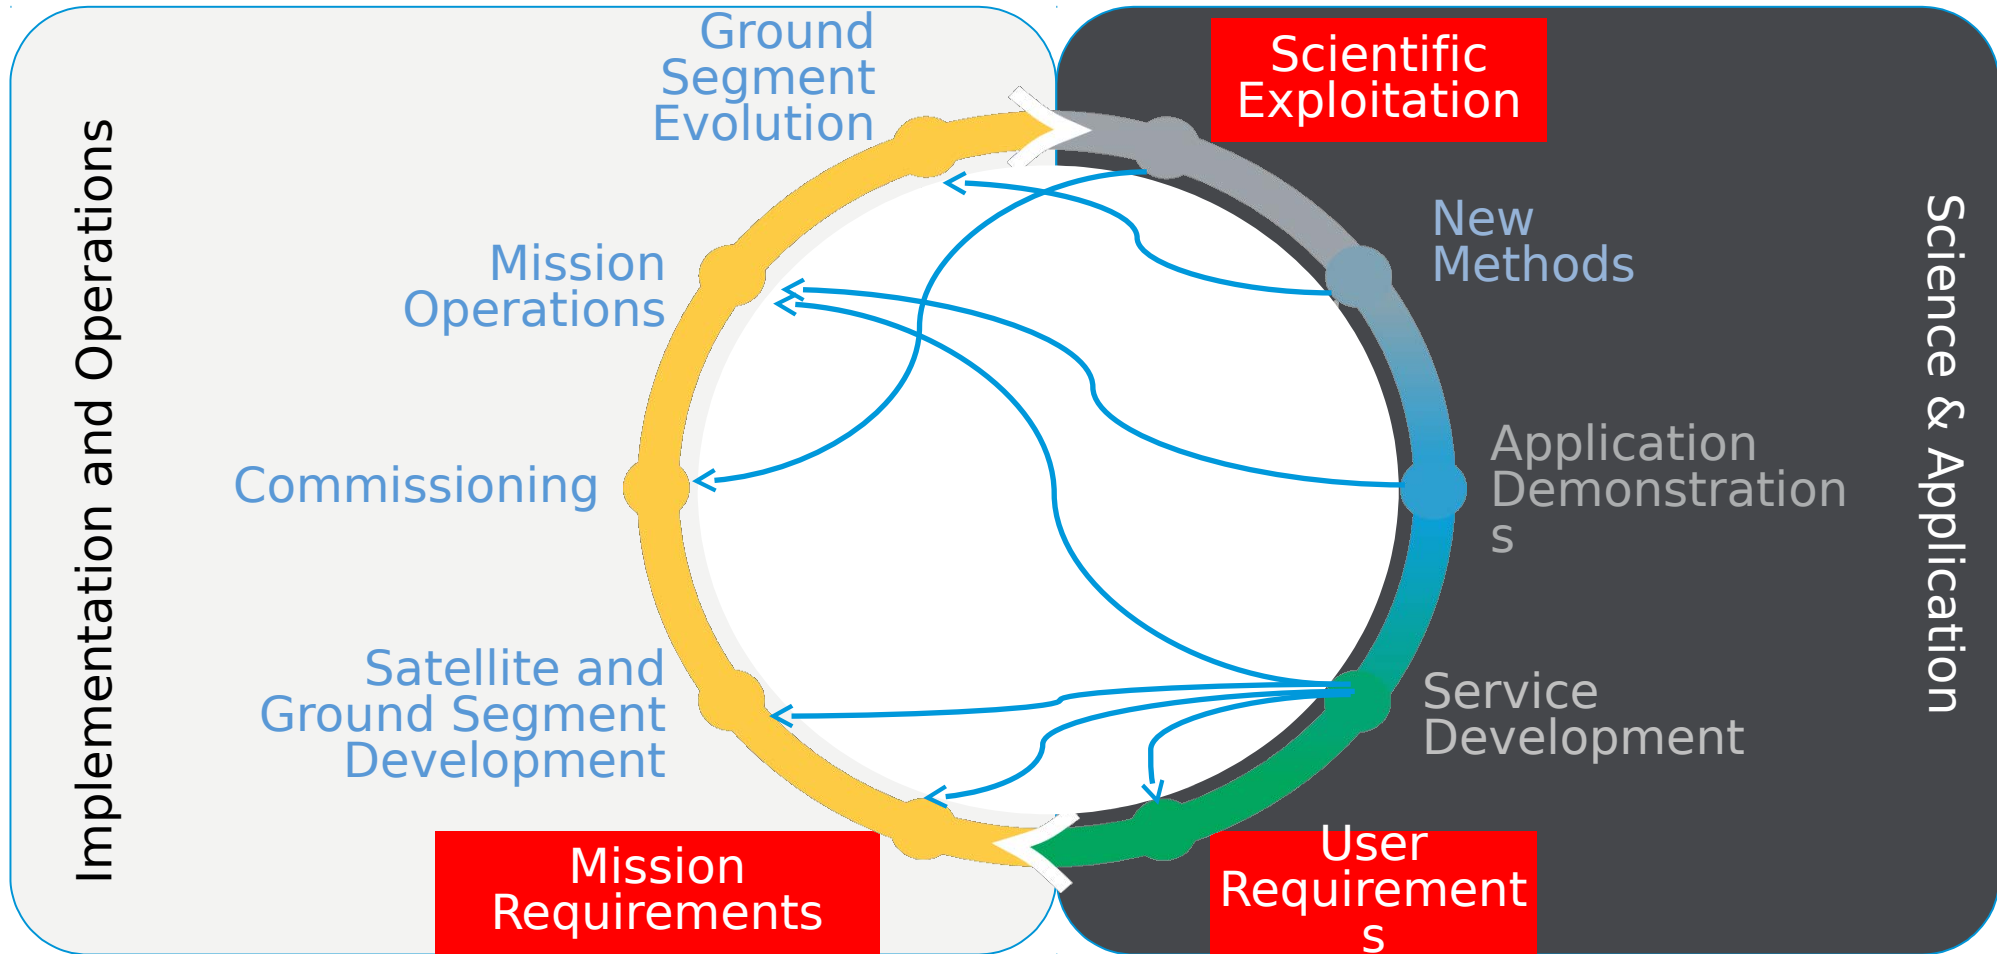 Implementation and Operations
Ground
Segment
Evolution
Mission
Operations
Commissioning
Satellite and
Ground Segment
Development
Mission
Requirements
Scientific
Exploitation
New
Methods
Application
Demonstration
s
Service
Development
User
Requirement
s
Science & Application